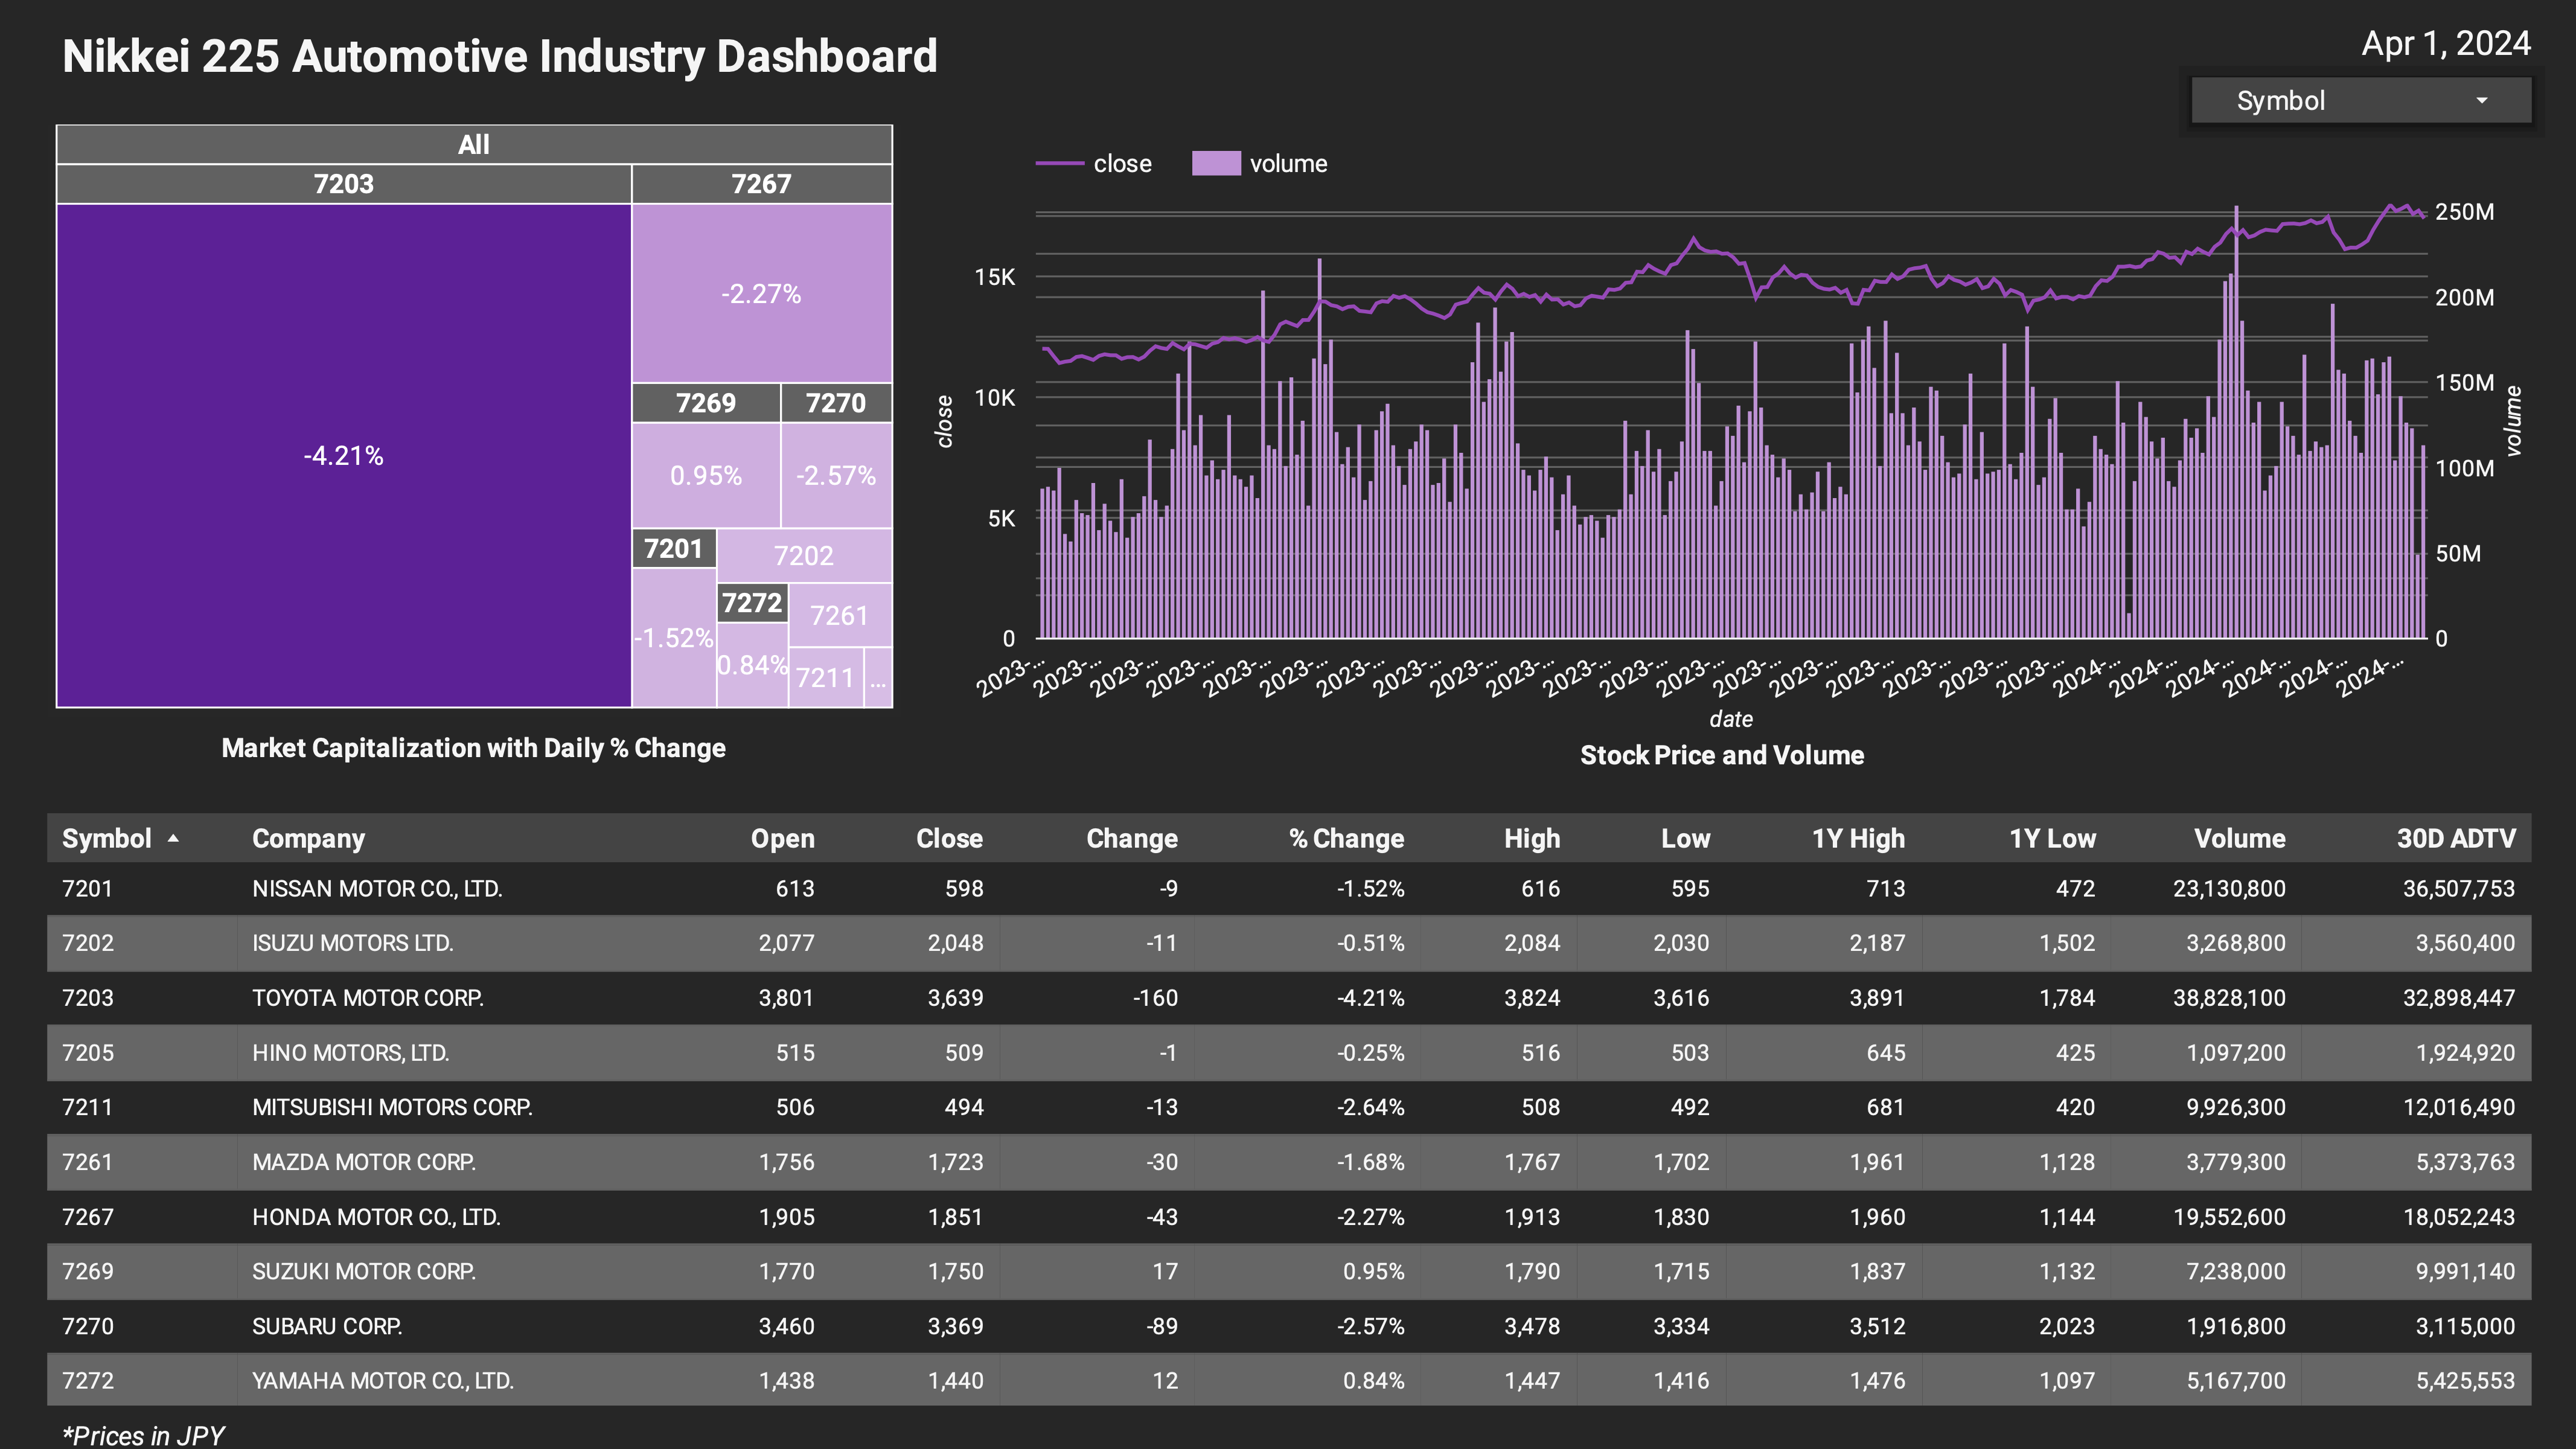 Nikkei 225 Automotive Industry Dashboard
Apr 1, 2024
Symbol
All
7203 7267
-4.21%
-2.27%
7269 7270
0.95% -2.57%
7201 7202
7272 7261
-1.52%
0.84% 7211 ...
Market Capitalization with Daily % Change
close volume
close
15K
10K
5K
0
250M
200M
150M
100M
50M
0
volume
2023-... 2023-... 2023-... 2023-... 2023-... 2023-... 2023-... 2023-... 2023-... 2023-... 2023-... 2023-... 2023-... 2023-... 2023-... 2023-... 2023-... 2023-... 2023-... 2024-... 2024-... 2024-... 2024-... 2024-... 2024-...
date
Stock Price and Volume
Symbol Company Open Close Change % Change High Low 1Y High 1Y Low Volume 30D ADTV
7201 NISSAN MOTOR CO., LTD. 613 598 -9 -1.52% 616 595 713 472 23,130,800 36,507,753
7202 ISUZU MOTORS LTD. 2,077 2,048 -11 -0.51% 2,084 2,030 2,187 1,502 3,268,800 3,560,400
7203 TOYOTA MOTOR CORP. 3,801 3,639 -160 -4.21% 3,824 3,616 3,891 1,784 38,828,100 32,898,447
7205 HINO MOTORS, LTD. 515 509 -1 -0.25% 516 503 645 425 1,097,200 1,924,920
7211 MITSUBISHI MOTORS CORP. 506 494 -13 -2.64% 508 492 681 420 9,926,300 12,016,490
7261 MAZDA MOTOR CORP. 1,756 1,723 -30 -1.68% 1,767 1,702 1,961 1,128 3,779,300 5,373,763
7267 HONDA MOTOR CO., LTD. 1,905 1,851 -43 -2.27% 1,913 1,830 1,960 1,144 19,552,600 18,052,243
7269 SUZUKI MOTOR CORP. 1,770 1,750 17 0.95% 1,790 1,715 1,837 1,132 7,238,000 9,991,140
7270 SUBARU CORP. 3,460 3,369 -89 -2.57% 3,478 3,334 3,512 2,023 1,916,800 3,115,000
7272 YAMAHA MOTOR CO., LTD. 1,438 1,440 12 0.84% 1,447 1,416 1,476 1,097 5,167,700 5,425,553
*Prices in JPY